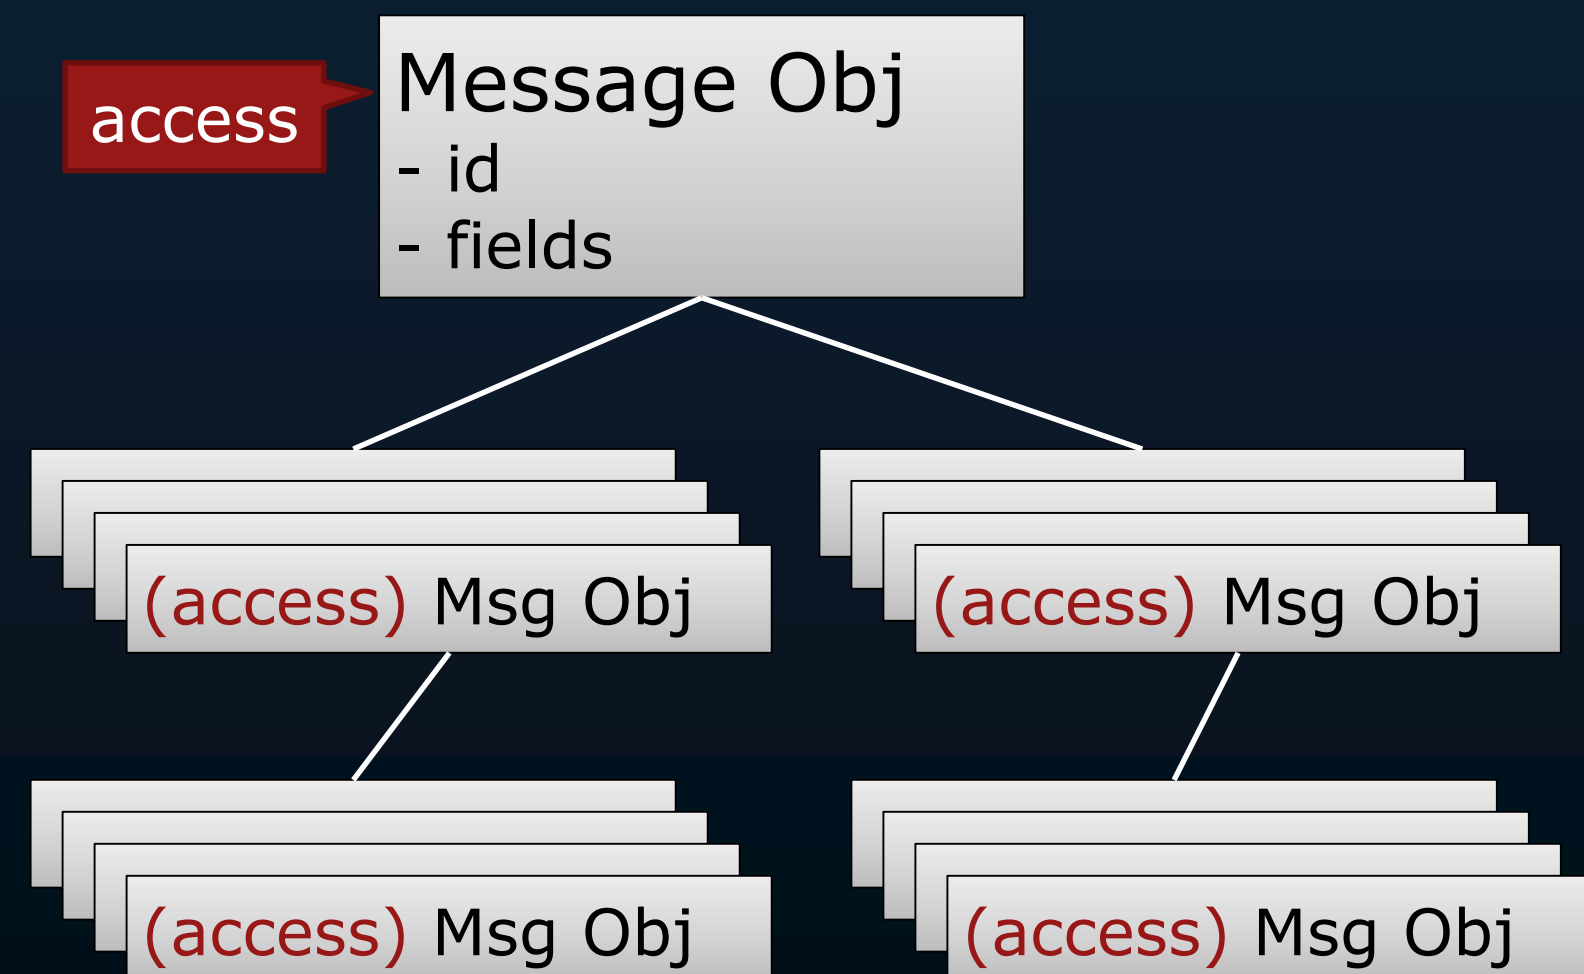 access
Message Obj
- id
- fields
(access) Msg Obj
(access) Msg Obj
(access) Msg Obj
(access) Msg Obj